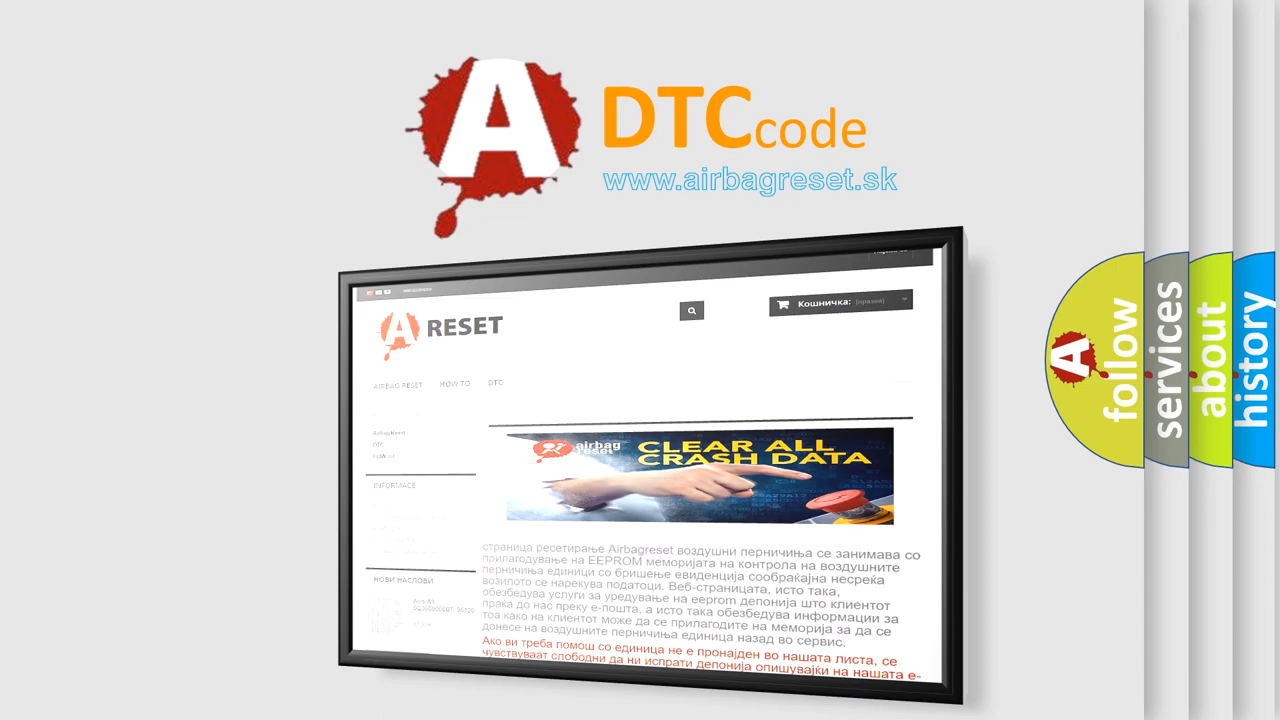 A
DTCcode
www.airbagreset.sk
A RESET
Кошничка: (празни)
AIRBAG RESET HOW TO DTC
Airbag Reset
DTC
INFORMACE
airbag reset
CLEAR ALL
CRASH DATA
страница ресетирање Airbagreset воздушни перничиња се занимава со
прилагодување на EEPROM меморијата на контрола на воздушните
перничиња единици со бришење евиденција сообраќајна несреќа
возилото се нарекува податоци. Веб-страницата, исто така,
обезбедува услуги за уредување на eeprom депонија што клиентот
праќа до нас преку е-пошта, а исто така обезбедува информации за
тоа како на клиентот може да се прилагодите на меморија за да се
донесе на воздушните перничиња единица назад во сервис.
Ако ви треба помош со единица не е пронајден во нашата листа, се
чувствуваат слободни да ни испрати депонија опишувајќи на нашата е-
НОВИ НАСЛОВИ
A follow
services
about
history